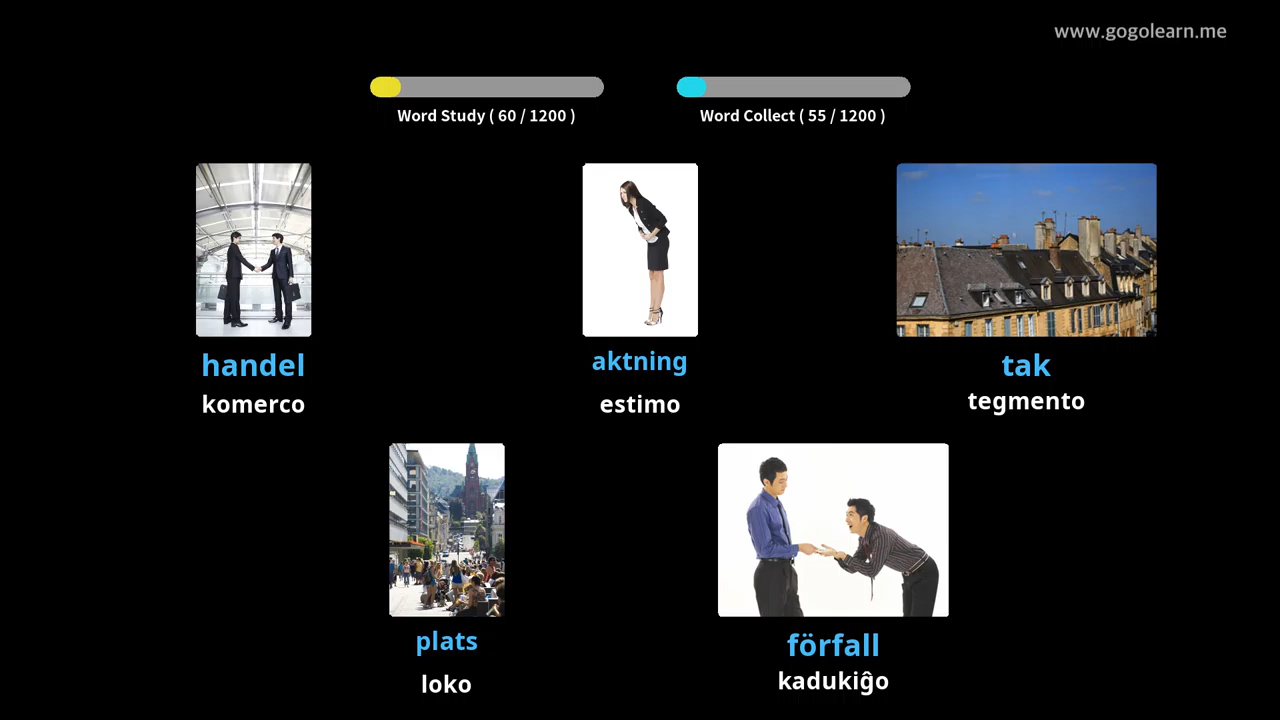 www.gogolearn.me
Word Study ( 60 / 1200 )
Word Collect ( 55 / 1200 )
handel
komerco
aktning
estimo
tak
tegmento
plats
loko
förfall
kadukiĝo